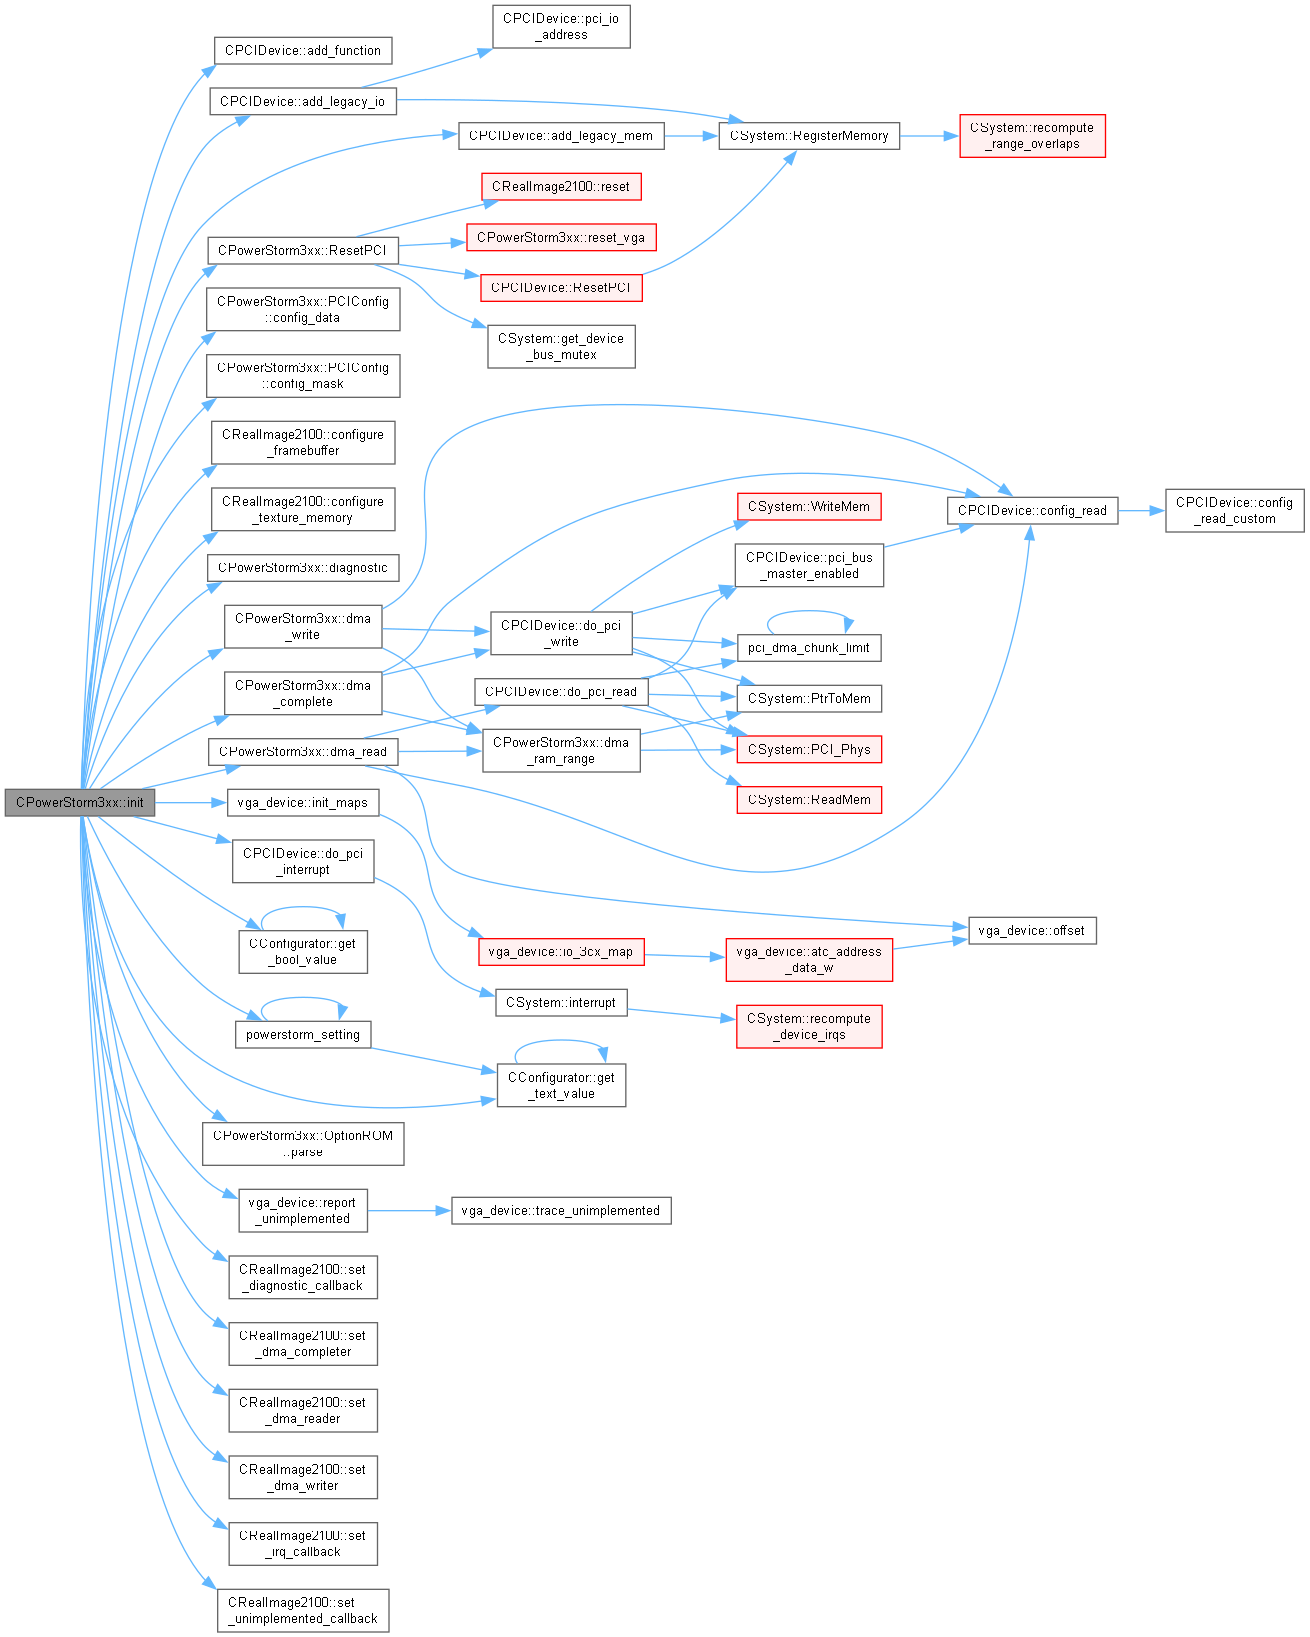 CPCIDevice::pci_io
_address
CPCIDevice::add_function
CPCIDevice::add_legacy_io
CPCIDevice::add_legacy_mem
CSystem::RegisterMemory
CSystem::recompute
_range_overlaps
CRealImage2100::reset
CPowerStorm3xx::reset_vga
CPowerStorm3xx::ResetPCI
CPCIDevice::ResetPCI
CPowerStorm3xx::PCIConfig
::config_data
CSystem::get_device
_bus_mutex
CPowerStorm3xx::PCIConfig
::config_mask
CRealImage2100::configure
_framebuffer
CRealImage2100::configure
_texture_memory
CSystem::WriteMem
CPCIDevice::config_read
CPCIDevice::config
_read_custom
CPowerStorm3xx::diagnostic
CPCIDevice::pci_bus
_master_enabled
CPowerStorm3xx::dma
_write
CPCIDevice::do_pci
_write
pci_dma_chunk_limit
CPowerStorm3xx::dma
_complete
CPCIDevice::do_pci_read
CSystem::PtrToMem
CPowerStorm3xx::dma_read
CPowerStorm3xx::dma
_ram_range
CSystem::PCI_Phys
CPowerStorm3xx::init
vga_device::init_maps
CSystem::ReadMem
CPCIDevice::do_pci
_interrupt
vga_device::offset
CConfigurator::get
_bool_value
vga_device::io_3cx_map
vga_device::atc_address
_data_w
CSystem::interrupt
CSystem::recompute
_device_irqs
powerstorm_setting
CConfigurator::get
_text_value
CPowerStorm3xx::OptionROM
::parse
vga_device::report
_unimplemented
vga_device::trace_unimplemented
CRealImage2100::set
_diagnostic_callback
CRealImage2100::set
_dma_completer
CRealImage2100::set
_dma_reader
CRealImage2100::set
_dma_writer
CRealImage2100::set
_irq_callback
CRealImage2100::set
_unimplemented_callback